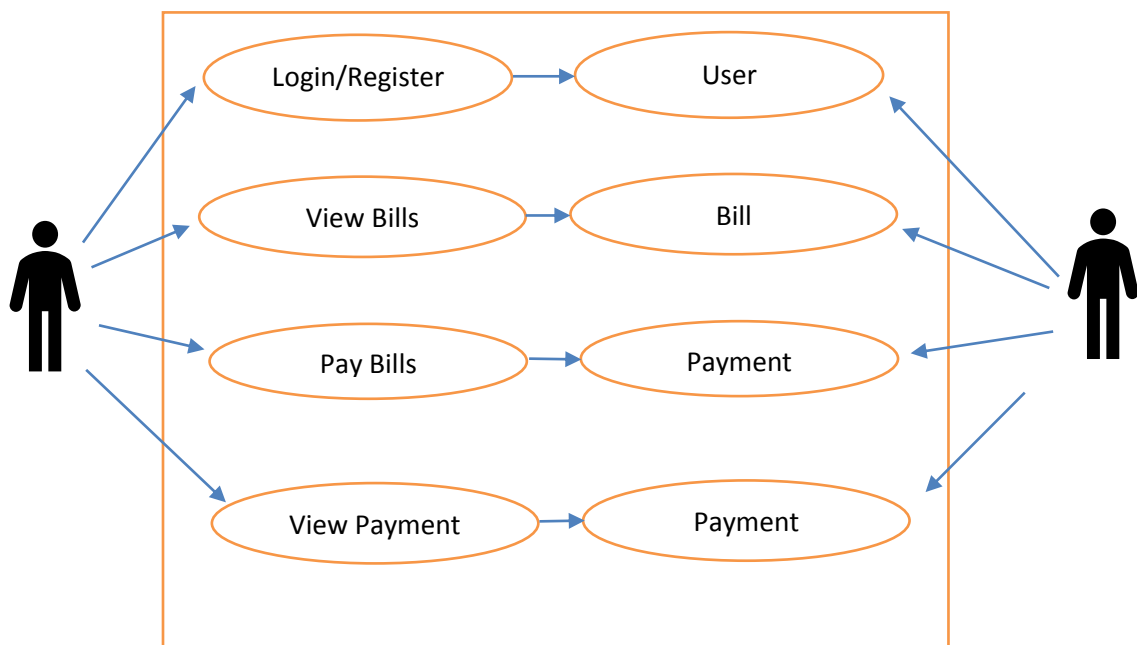 Login/Register
User
View Bills
Bill
Pay Bills
Payment
View Payment
Payment